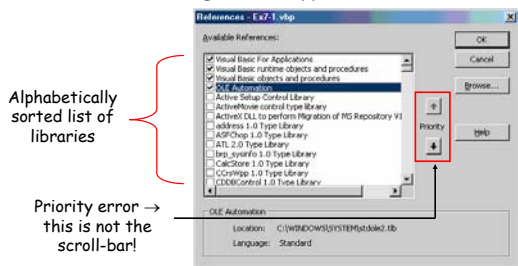 References - Ex7-1.vbp
Available References:
OK
Cancel
Browse...
Help
Visual Basic For Applications
Visual Basic runtime objects and procedures
Visual Basic objects and procedures
OLE Automation
Active Setup Control Library
ActiveMovie control type library
ActiveX DLL to perform Migration of MS Repository V1
address 1.0 Type Library
ASFChop 1.0 Type Library
ATL 2.0 Type Library
brp_sysinfo 1.0 Type Library
CalcStore 1.0 Type Library
CCrsWpp 1.0 Type Library
CDDBControl 1.0 Type Library
Priority
Alphabetically
sorted list of
libraries
Priority error →
this is not the
scroll-bar!
OLE Automation
Location: C:\WINDOWS\SYSTEM\stdole2.tlb
Language: Standard